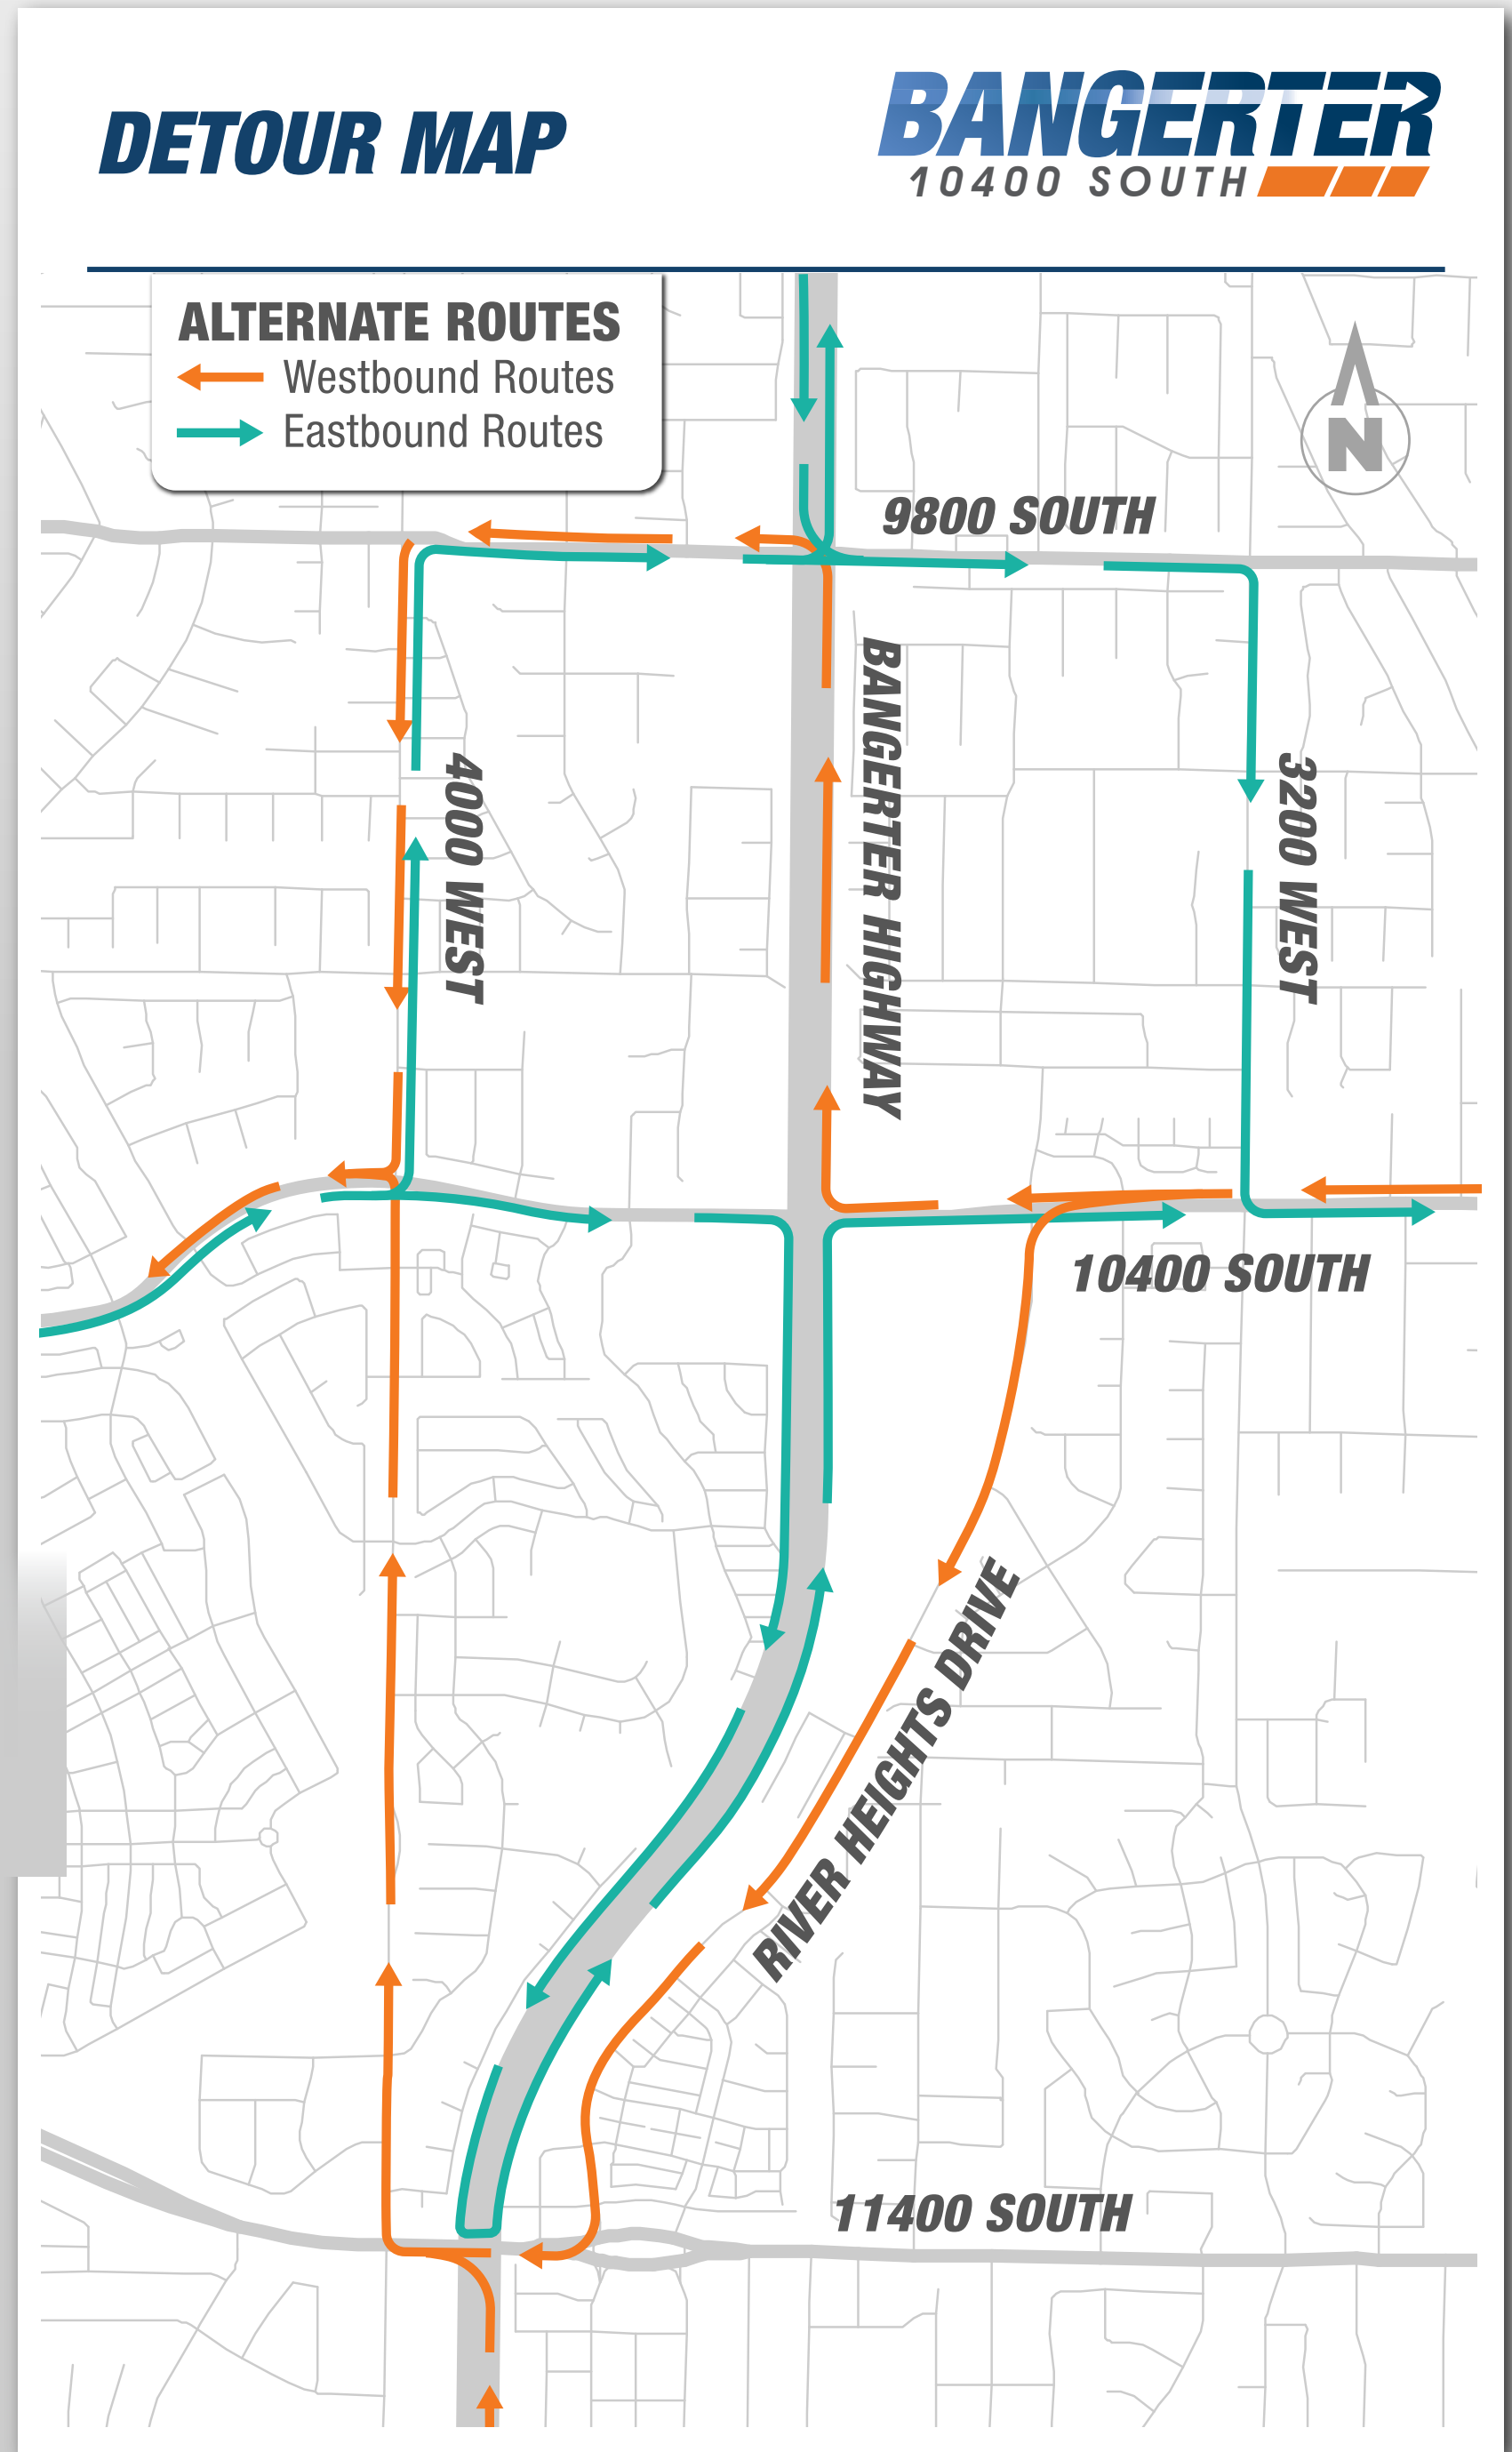 DETOUR MAP
BANGERTER
10400 SOUTH
ALTERNATE ROUTES
Westbound Routes
Eastbound Routes
N
9800 SOUTH
BANGERTER HIGHWAY
4000 WEST
3200 WEST
10400 SOUTH
RIVER HEIGHTS DRIVE
11400 SOUTH